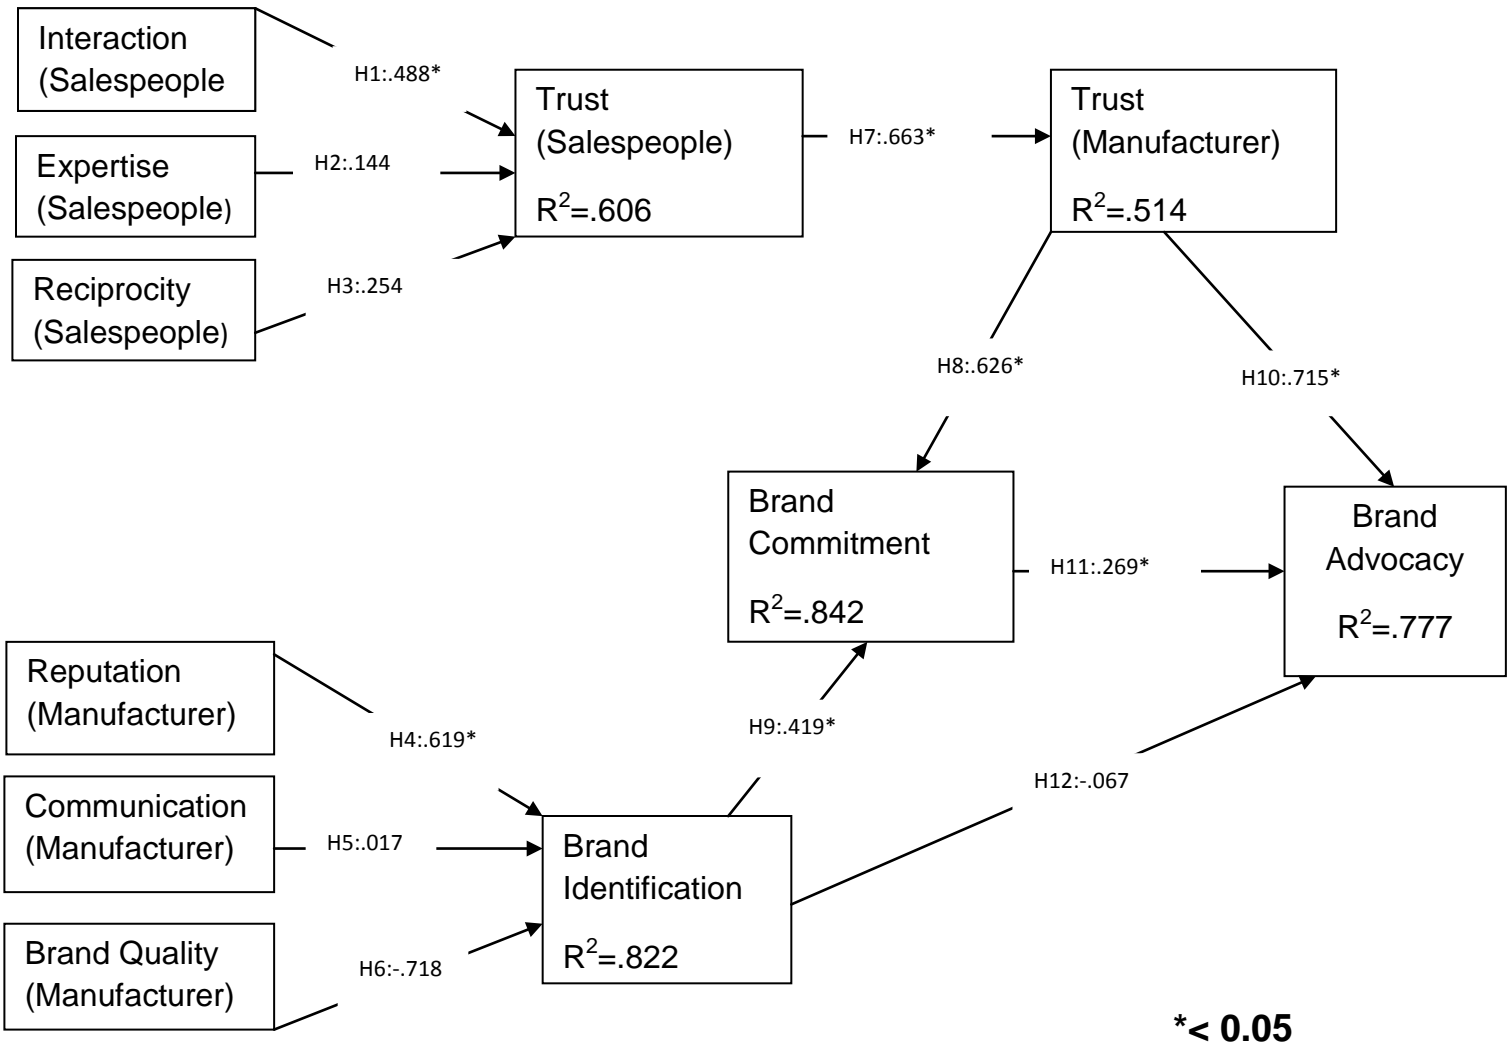 Interaction
(Salespeople
H1:.488*
Trust
(Salespeople)
R²=.606
H7:.663*
Trust
(Manufacturer)
R²=.514
Expertise
(Salespeople)
H2:.144
Reciprocity
(Salespeople)
H3:.254
H8:.626*
H10:.715*
Brand
Commitment
R²=.842
H11:.269*
Brand
Advocacy
R²=.777
Reputation
(Manufacturer)
H4:.619*
H9:.419*
H12:-.067
Communication
(Manufacturer)
H5:.017
Brand
Identification
R²=.822
Brand Quality
(Manufacturer)
H6:-.718
*< 0.05